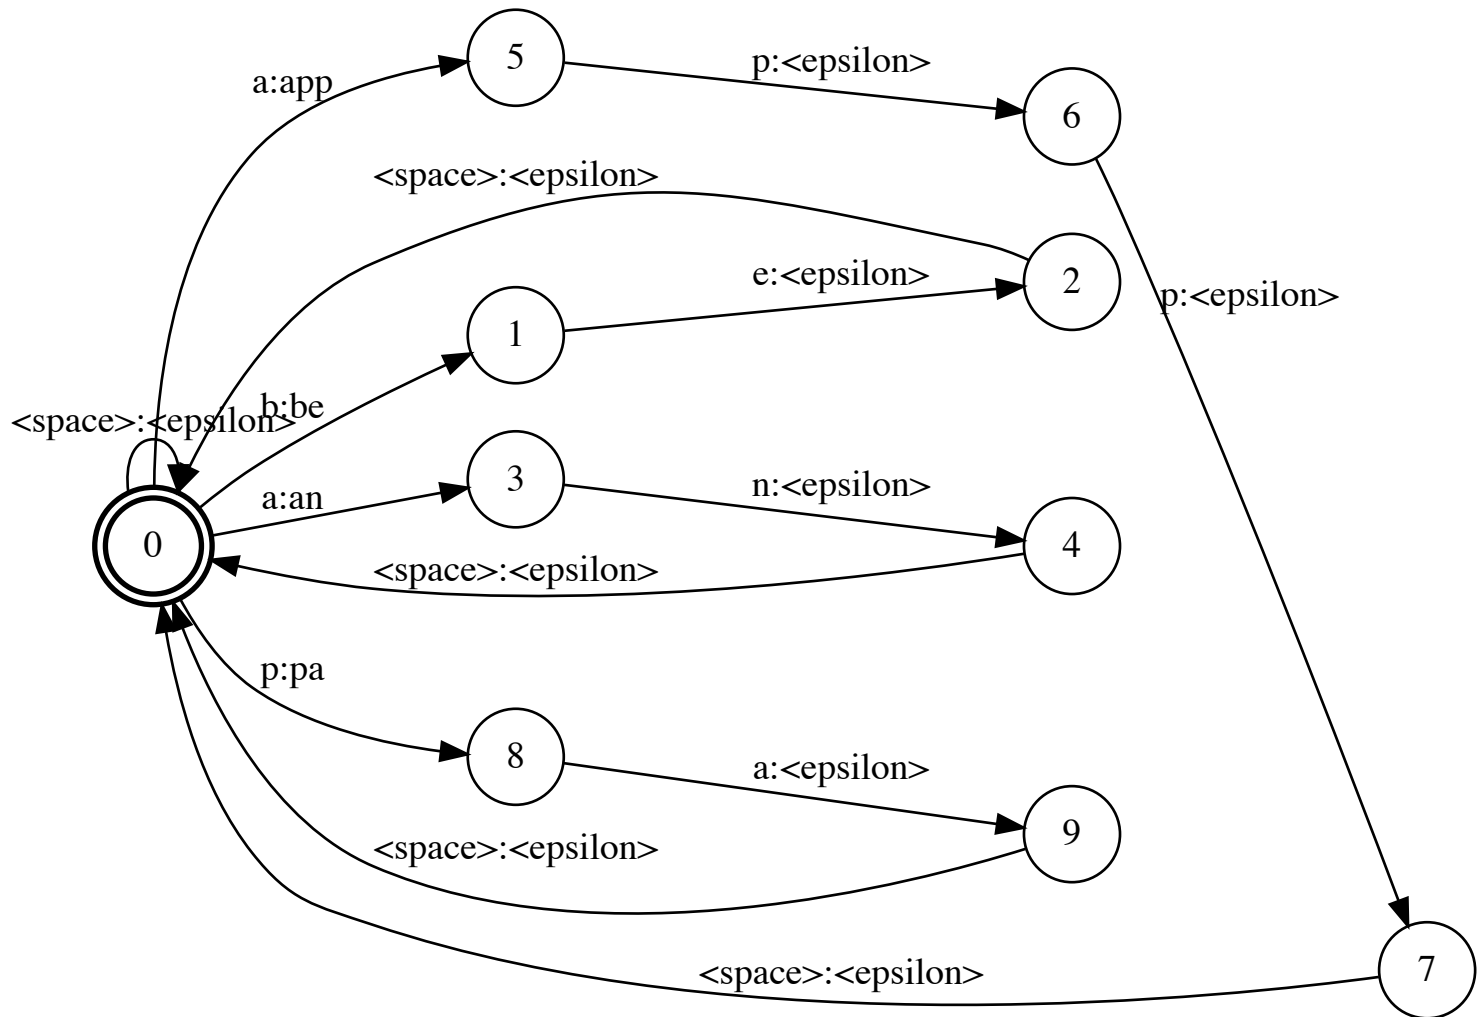 5
p:<epsilon>
a:app
6
<space>:<epsilon>
e:<epsilon>
2
p:<epsilon>
1
b:be
<space>:<epsilon>
3
n:<epsilon>
a:an
0
4
<space>:<epsilon>
p:pa
8
a:<epsilon>
9
<space>:<epsilon>
7
<space>:<epsilon>